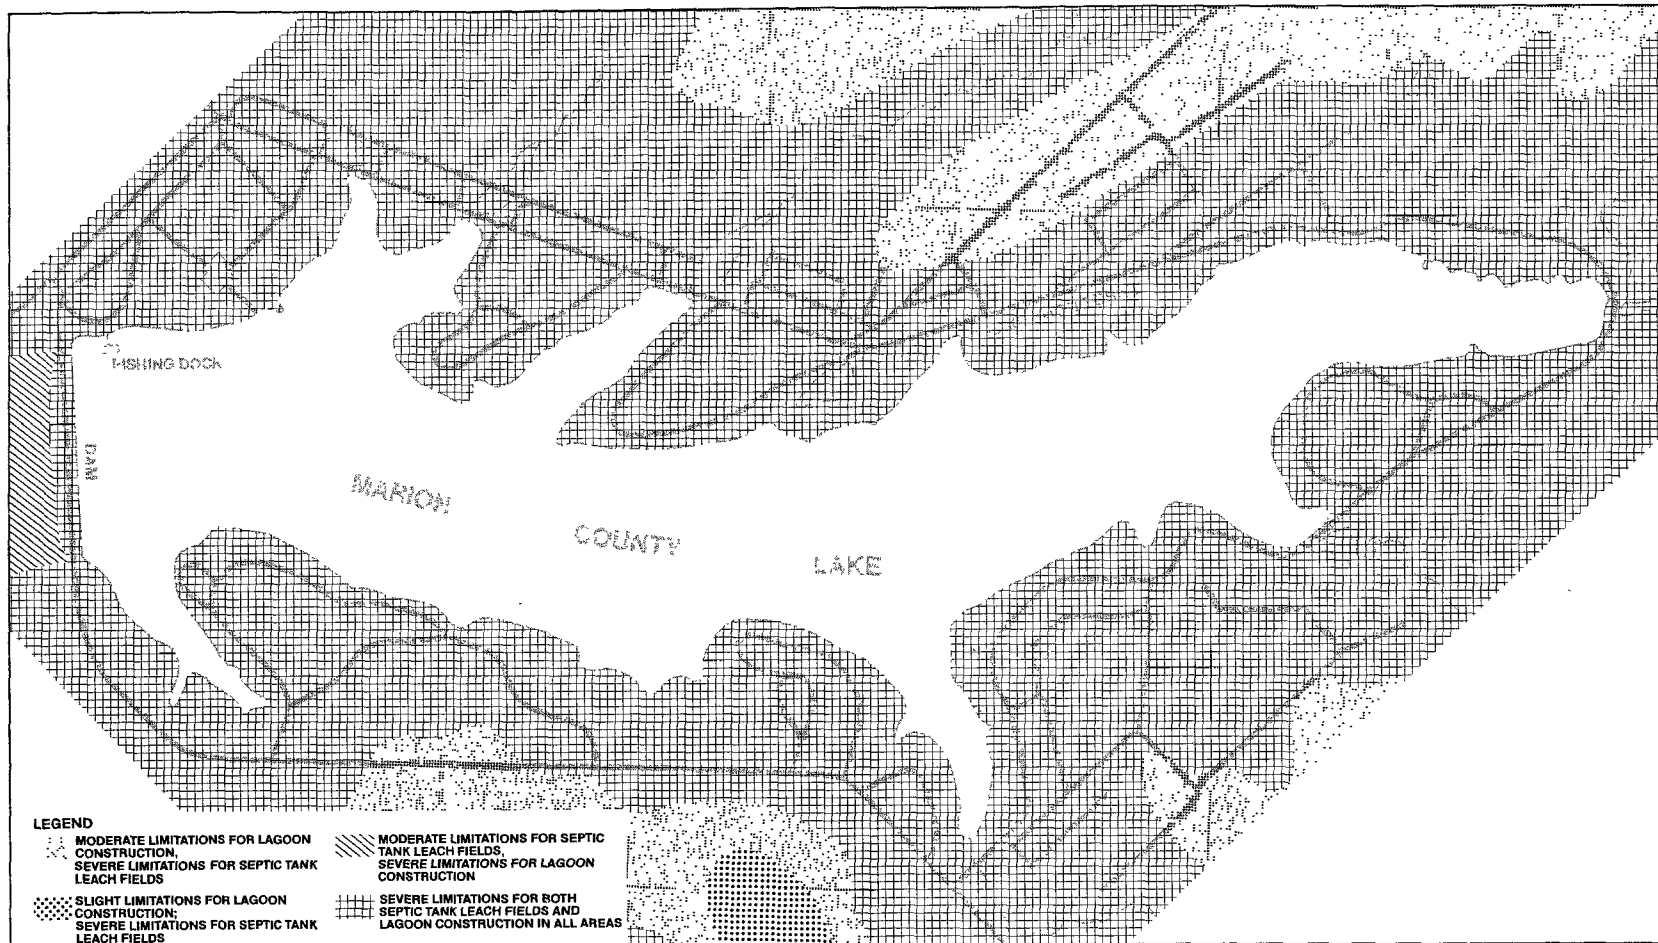 FISHING DOCK
DAM
MARION
COUNTY
LAKE
LEGEND
MODERATE LIMITATIONS FOR LAGOON
CONSTRUCTION,
SEVERE LIMITATIONS FOR SEPTIC TANK
LEACH FIELDS
SLIGHT LIMITATIONS FOR LAGOON
CONSTRUCTION;
SEVERE LIMITATIONS FOR SEPTIC TANK
LEACH FIELDS
MODERATE LIMITATIONS FOR SEPTIC
TANK LEACH FIELDS,
SEVERE LIMITATIONS FOR LAGOON
CONSTRUCTION
SEVERE LIMITATIONS FOR BOTH
SEPTIC TANK LEACH FIELDS AND
LAGOON CONSTRUCTION IN ALL AREAS